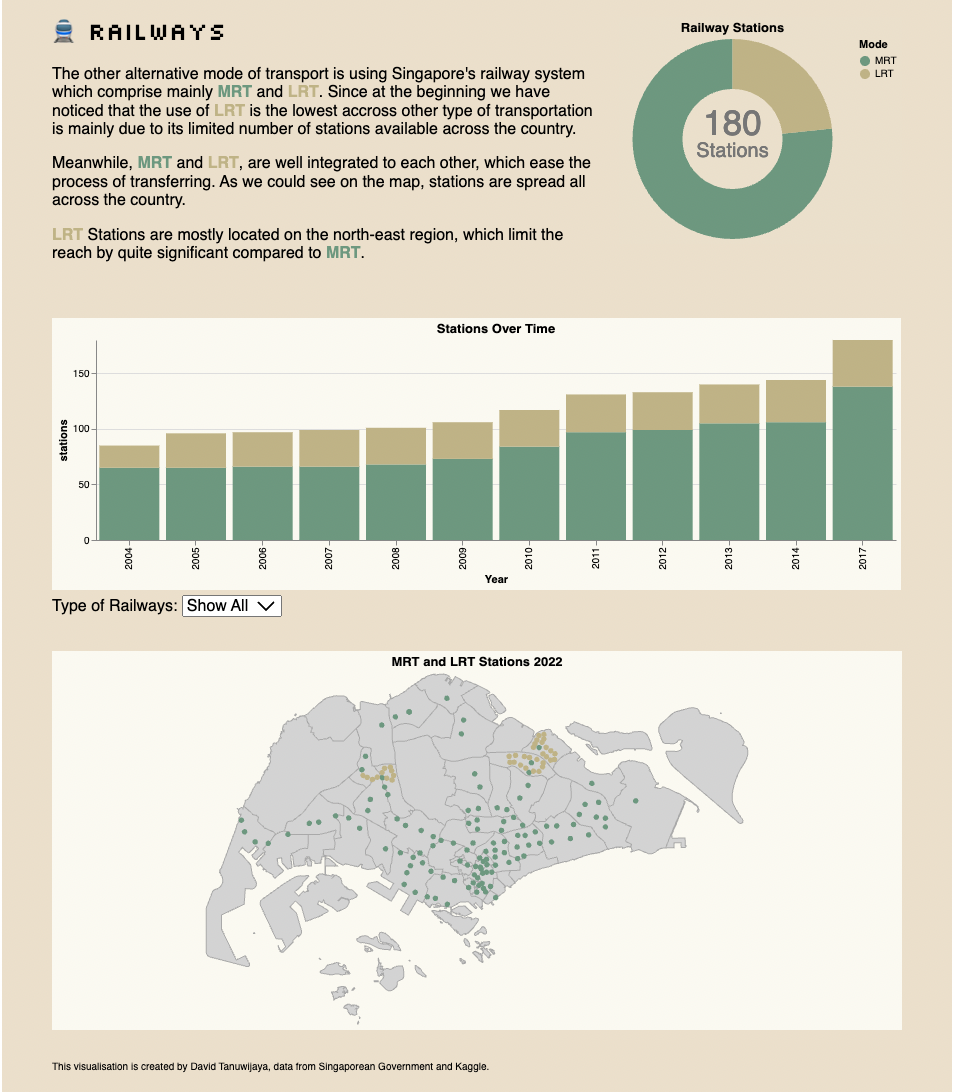 RAILWAYS
The other alternative mode of transport is using Singapore's railway system
which comprise mainly MRT and LRT. Since at the beginning we have
noticed that the use of LRT is the lowest accross other type of transportation
is mainly due to its limited number of stations available across the country.
Meanwhile, MRT and LRT, are well integrated to each other, which ease the
process of transferring. As we could see on the map, stations are spread all
across the country.
LRT Stations are mostly located on the north-east region, which limit the
reach by quite significant compared to MRT.
Railway Stations
180
Stations
Mode
MRT
LRT
Stations Over Time
stations
150
100
50
0
2004 2005 2006 2007 2008 2009 2010 2011 2012 2013 2014 2017
Year
Type of Railways: Show All
MRT and LRT Stations 2022
This visualisation is created by David Tanuwijaya, data from Singaporean Government and Kaggle.